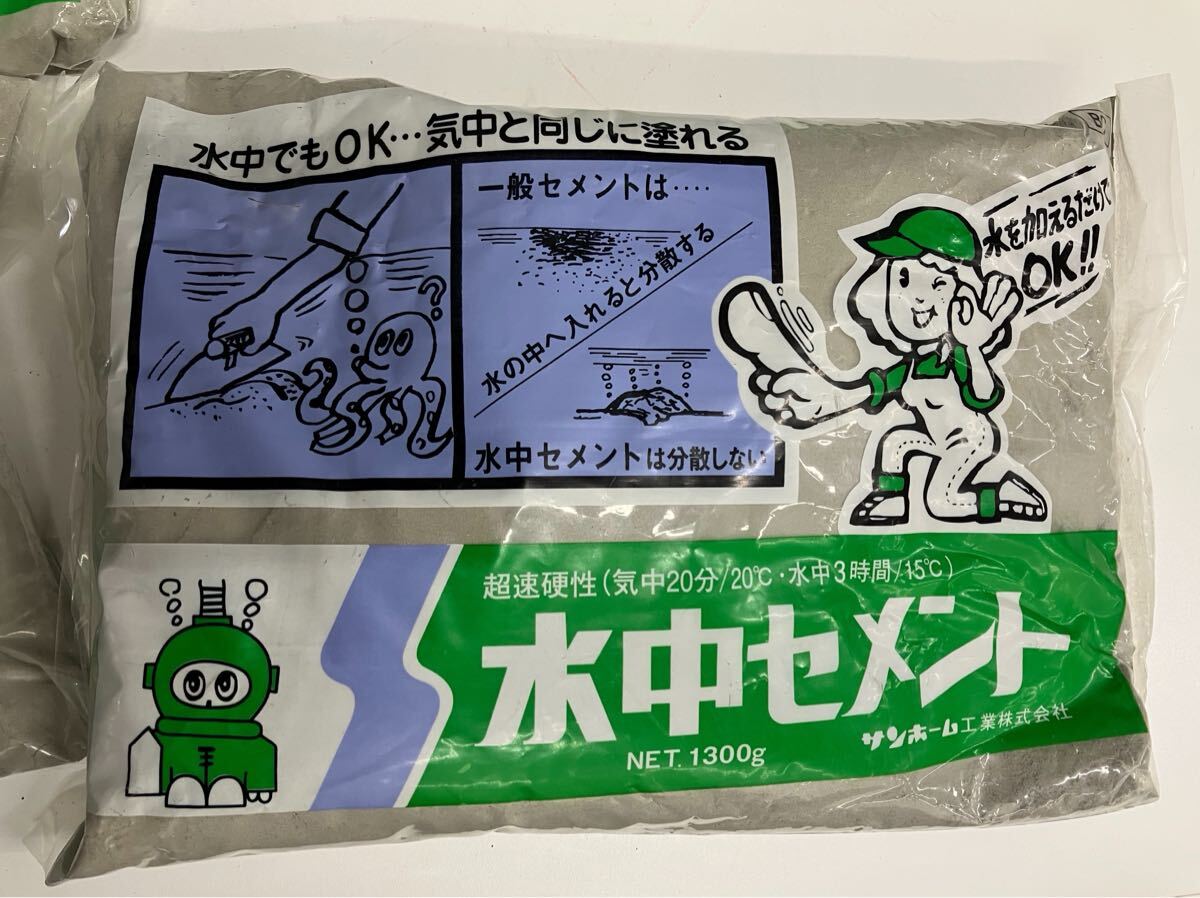 水中でもOK…気中と同じに塗れる
一般セメントは‥‥
水の中へ入れると分散する
水中セメントは分散しない
?
水を加えるだけで
OK!!
超速硬性(気中20分/20℃・水中3時間/15℃)
水中セメント
サンホーム工業株式会社
NET. 1300g